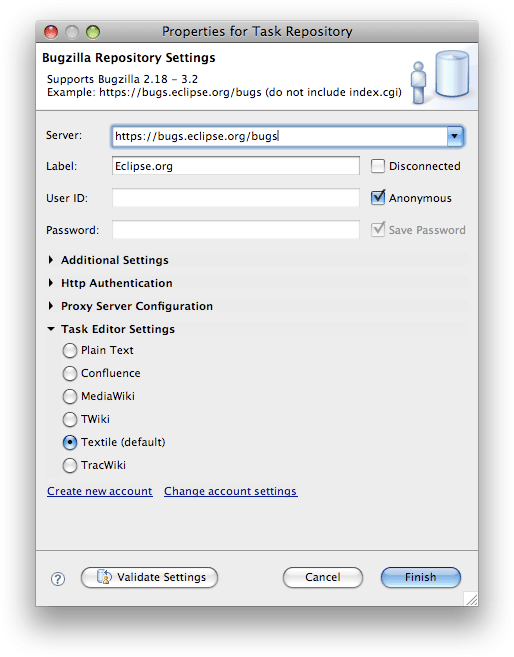 Properties for Task Repository
Bugzilla Repository Settings
Supports Bugzilla 2.18 – 3.2
Example: https://bugs.eclipse.org/bugs (do not include index.cgi)
Server: https://bugs.eclipse.org/bugs
Label: Eclipse.org Disconnected
User ID: Anonymous
Password: Save Password
Additional Settings
Http Authentication
Proxy Server Configuration
Task Editor Settings
Plain Text
Confluence
MediaWiki
TWiki
Textile (default)
TracWiki
Create new account Change account settings
? Validate Settings Cancel Finish